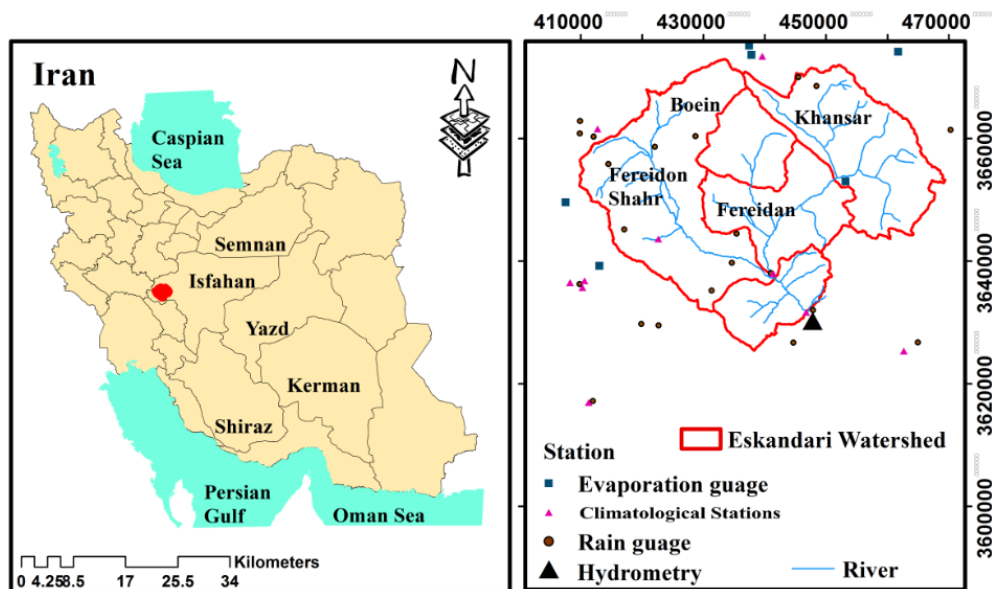 Iran
N
Caspian
Sea
Semnan
Isfahan
Yazd
Kerman
Shiraz
Persian
Gulf
Oman Sea
Kilometers
0 4.258.5 17 25.5 34
410000 430000 450000 470000
Boein
Khansar
Fereidon
Shahr
Fereidan
3660000
3640000
3620000
3600000
Eskandari Watershed
Station
Evaporation guage
Climatological Stations
Rain guage
Hydrometry
River